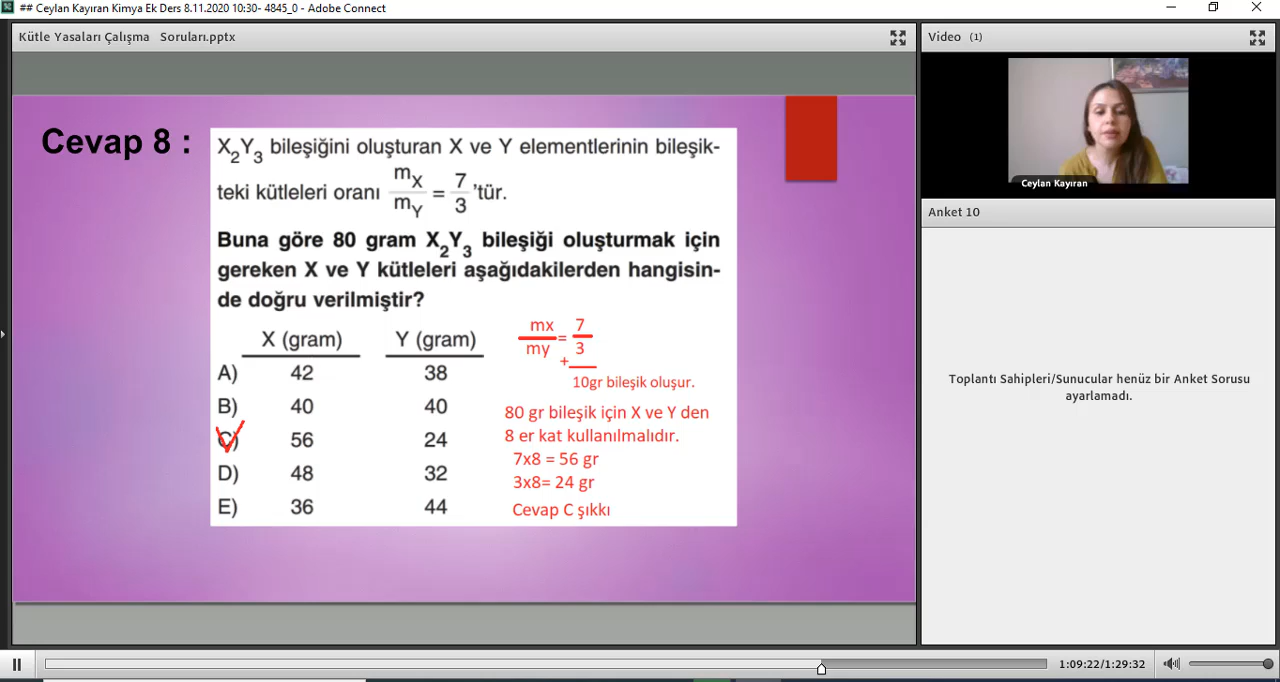 ## Ceylan Kayıran Kimya Ek Ders 8.11.2020 10:30- 4845_0 - Adobe Connect
Kütle Yasaları Çalışma Soruları.pptx
Cevap 8 :
X2Y3 bileşiğini oluşturan X ve Y elementlerinin bileşik-
teki kütleleri oranı mX/mY = 7/3 'tür.
Buna göre 80 gram X2Y3 bileşiği oluşturmak için
gereken X ve Y kütleleri aşağıdakilerden hangisin-
de doğru verilmiştir?
X (gram) Y (gram)
A) 42 38
B) 40 40
C) 56 24
D) 48 32
E) 36 44
mx/my = 7/3
+
10gr bileşik oluşur.
80 gr bileşik için X ve Y den
8 er kat kullanılmalıdır.
7x8 = 56 gr
3x8= 24 gr
Cevap C şıkkı
Video (1)
Ceylan Kayıran
Anket 10
Toplantı Sahipleri/Sunucular henüz bir Anket Sorusu
ayarlamadı.
1:09:22/1:29:32